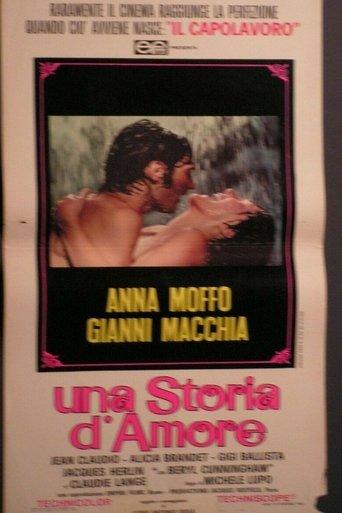 RARAMENTE IL CINEMA RAGGIUNGE LA PERFEZIONE
QUANDO CIO' AVVIENE NASCE: "IL CAPOLAVORO"
PRESENTA
ANNA MOFFO
GIANNI MACCHIA
una Storia
d'Amore
JEAN CLAUDIO - ALICIA BRANDET - GIGI BALLISTA
JACQUES HERLIN - BERYL CUNNINGHAM
CLAUDIE LANGE MICHELE LUPO
TECHNICOLOR TECHNISCOPE